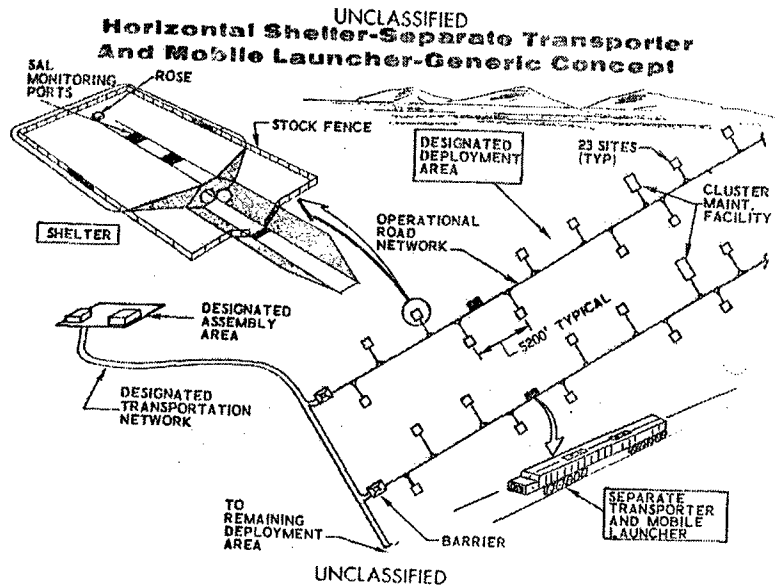 UNCLASSIFIED
Horizontal Shelter-Separate Transporter
And Mobile Launcher-Generic Concept
SAL
MONITORING
PORTS
ROSE
STOCK FENCE
SHELTER
DESIGNATED
DEPLOYMENT
AREA
23 SITES
(TYP)
CLUSTER
MAINT.
FACILITY
OPERATIONAL
ROAD
NETWORK
DESIGNATED
ASSEMBLY
AREA
5200' TYPICAL
DESIGNATED
TRANSPORTATION
NETWORK
TO
REMAINING
DEPLOYMENT
AREA
BARRIER
SEPARATE
TRANSPORTER
AND MOBILE
LAUNCHER
UNCLASSIFIED